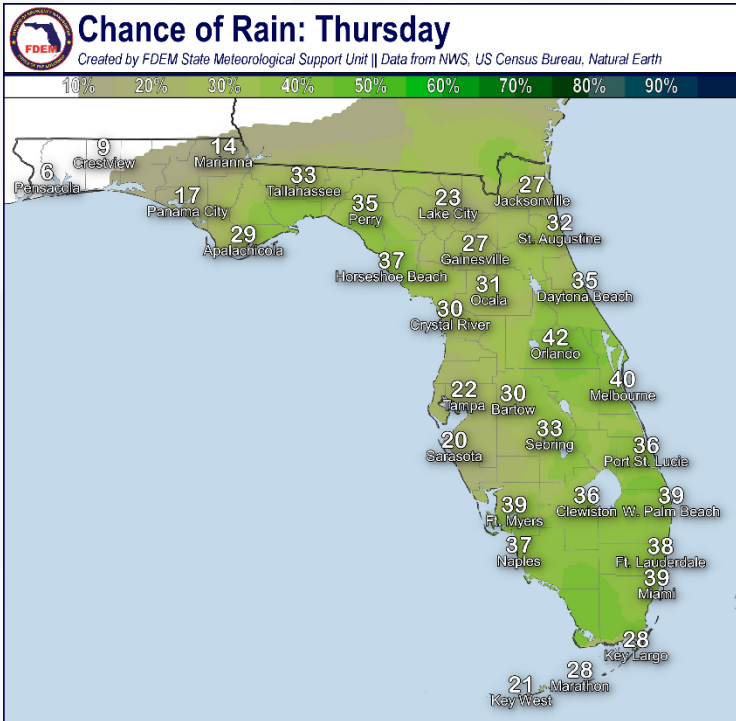 Chance of Rain: Thursday
Created by FDEM State Meteorological Support Unit || Data from NWS, US Census Bureau, Natural Earth
FDEM
10% 20% 30% 40% 50% 60% 70% 80% 90%
6
Pensacola
9
Crestview
14
Marianna
17
Panama City
33
Tallahassee
29
Apalachicola
35
Perry
23
Lake City
27
Jacksonville
32
St. Augustine
27
Gainesville
37
Horseshoe Beach
31
Ocala
35
Daytona Beach
30
Crystal River
42
Orlando
40
Melbourne
22
Tampa
30
Bartow
20
Sarasota
33
Sebring
36
Port St. Lucie
39
Ft. Myers
36
Clewiston
39
W. Palm Beach
37
Naples
38
Ft. Lauderdale
39
Miami
28
Key Largo
28
Marathon
21
Key West